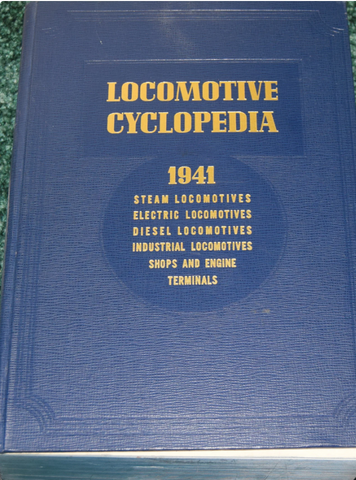 LOCOMOTIVE
CYCLOPEDIA
1941
STEAM LOCOMOTIVES
ELECTRIC LOCOMOTIVES
DIESEL LOCOMOTIVES
INDUSTRIAL LOCOMOTIVES
SHOPS AND ENGINE
TERMINALS